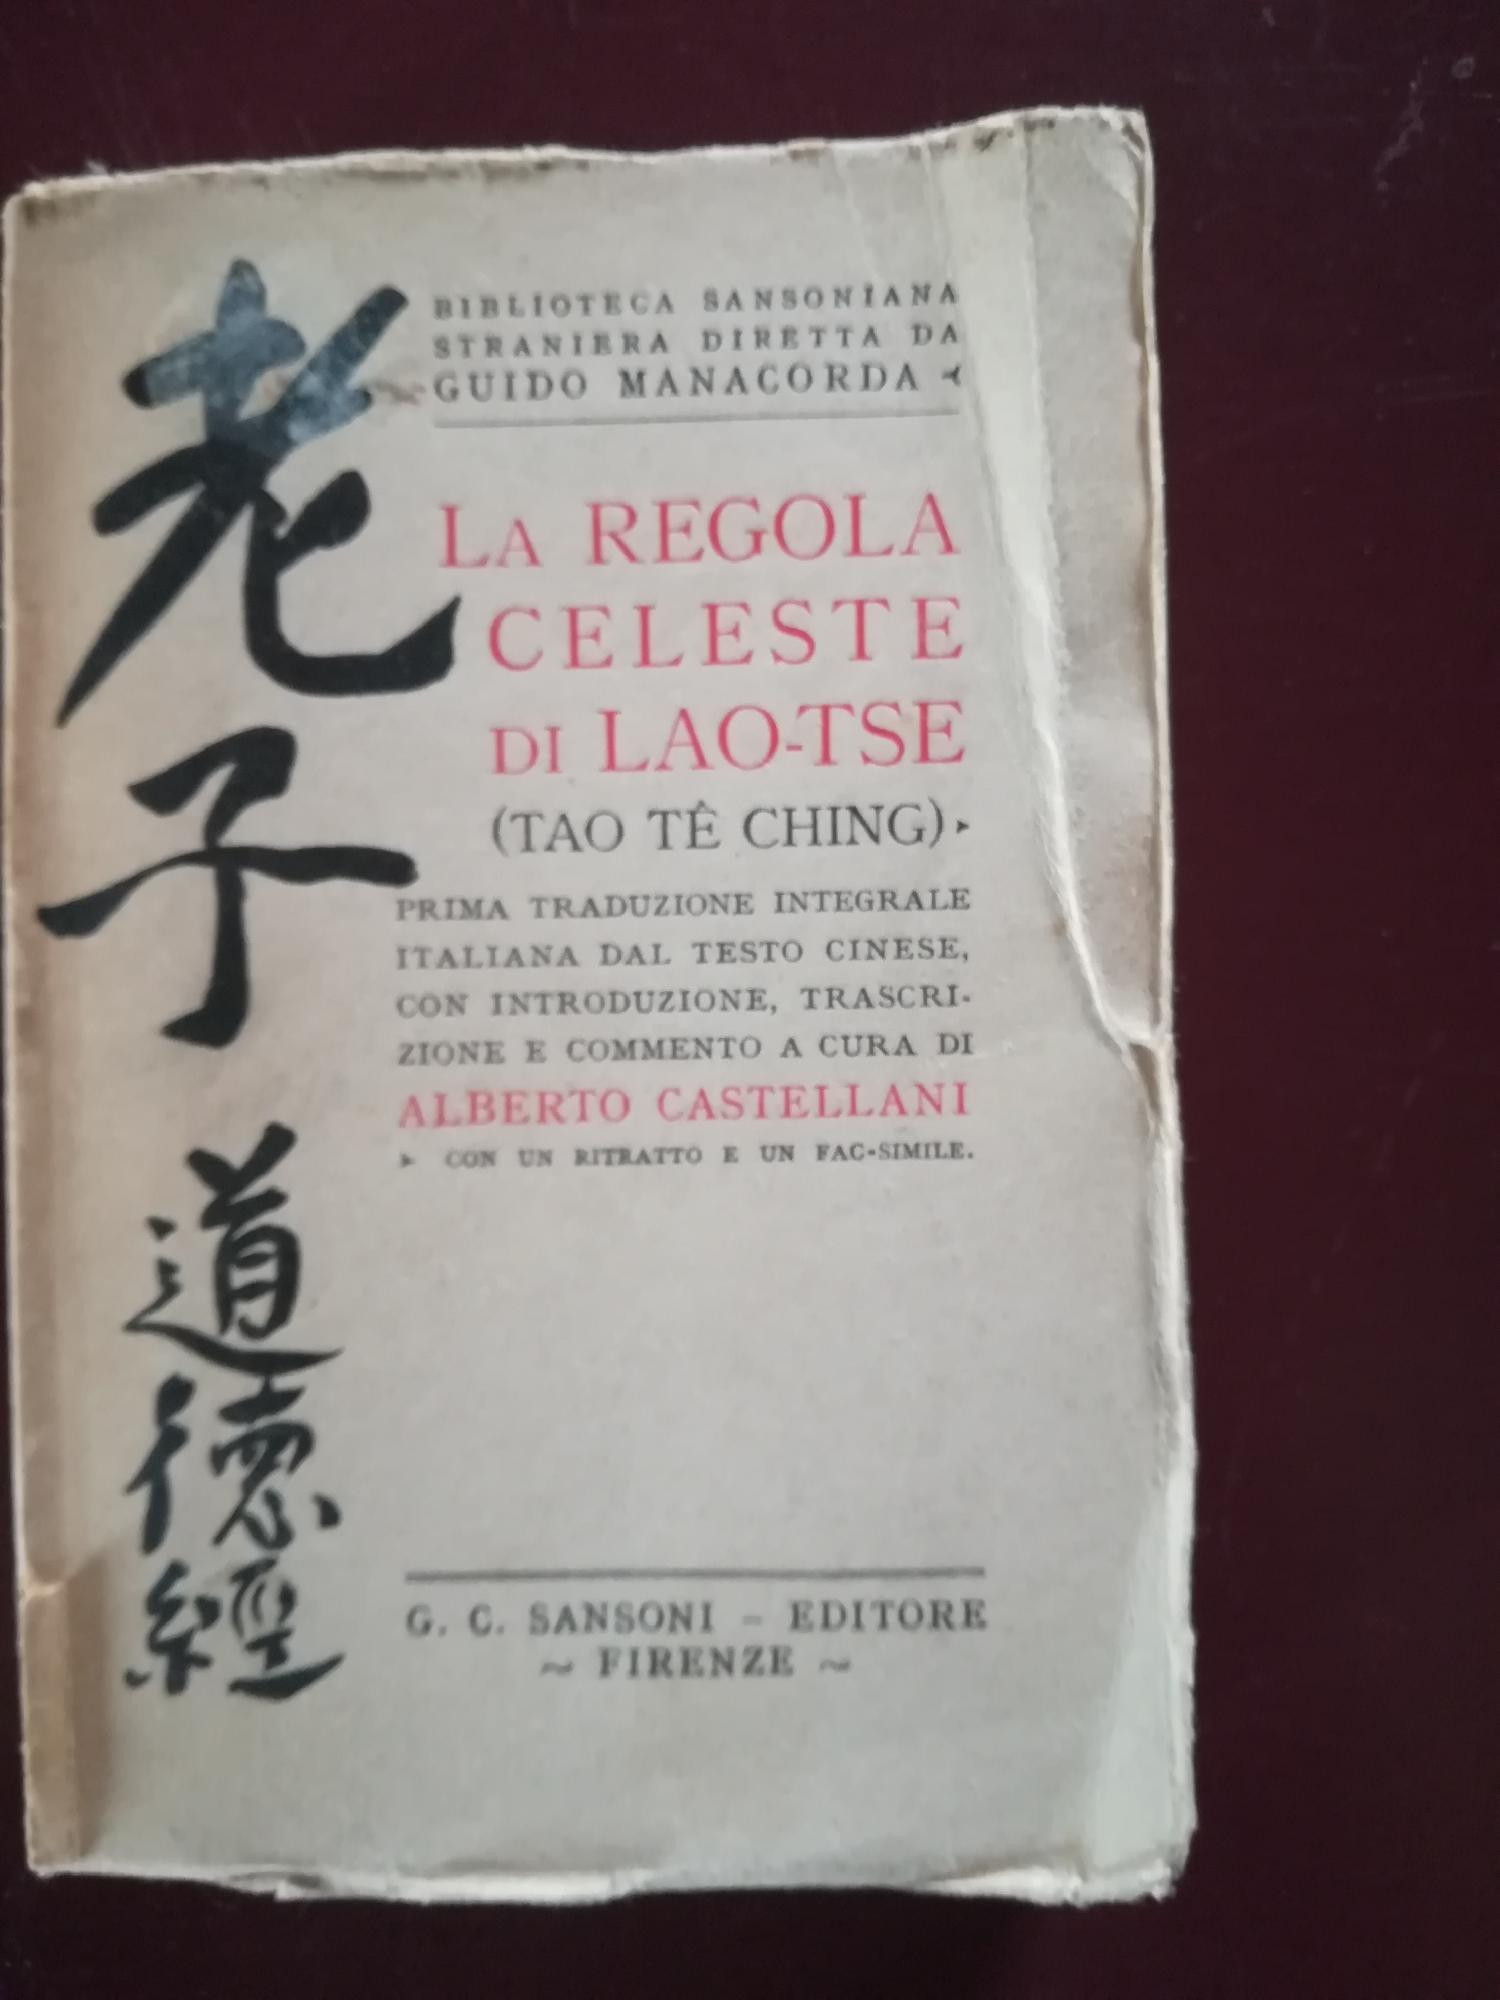 老子 道德經
BIBLIOTECA SANSONIANA
STRANIERA DIRETTA DA
GUIDO MANACORDA
LA REGOLA
CELESTE
DI LAO-TSE
(TAO TÊ CHING)
PRIMA TRADUZIONE INTEGRALE
ITALIANA DAL TESTO CINESE,
CON INTRODUZIONE, TRASCRI-
ZIONE E COMMENTO A CURA DI
ALBERTO CASTELLANI
CON UN RITRATTO E UN FAC-SIMILE.
G. C. SANSONI - EDITORE
~ FIRENZE ~